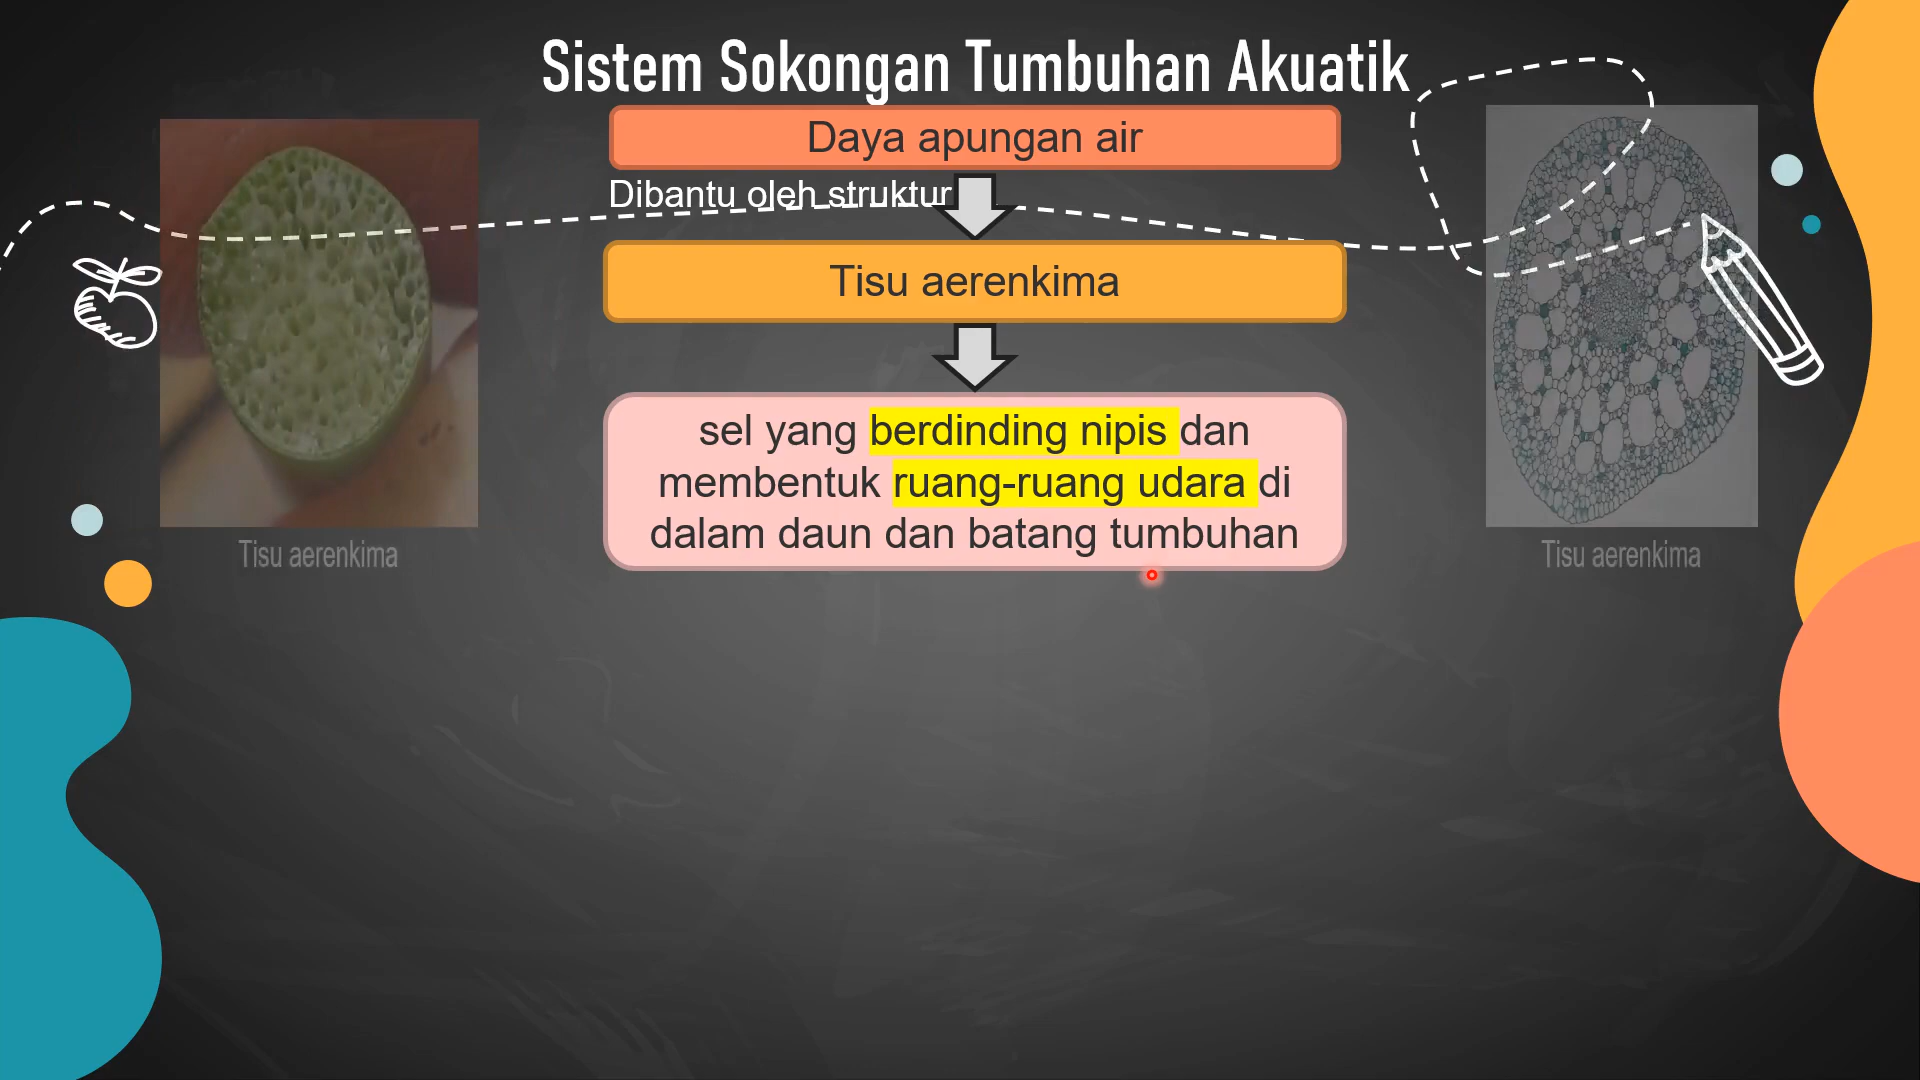 Sistem Sokongan Tumbuhan Akuatik
Daya apungan air
Dibantu oleh struktur
Tisu aerenkima
sel yang berdinding nipis dan
membentuk ruang-ruang udara di
dalam daun dan batang tumbuhan
Tisu aerenkima
Tisu aerenkima